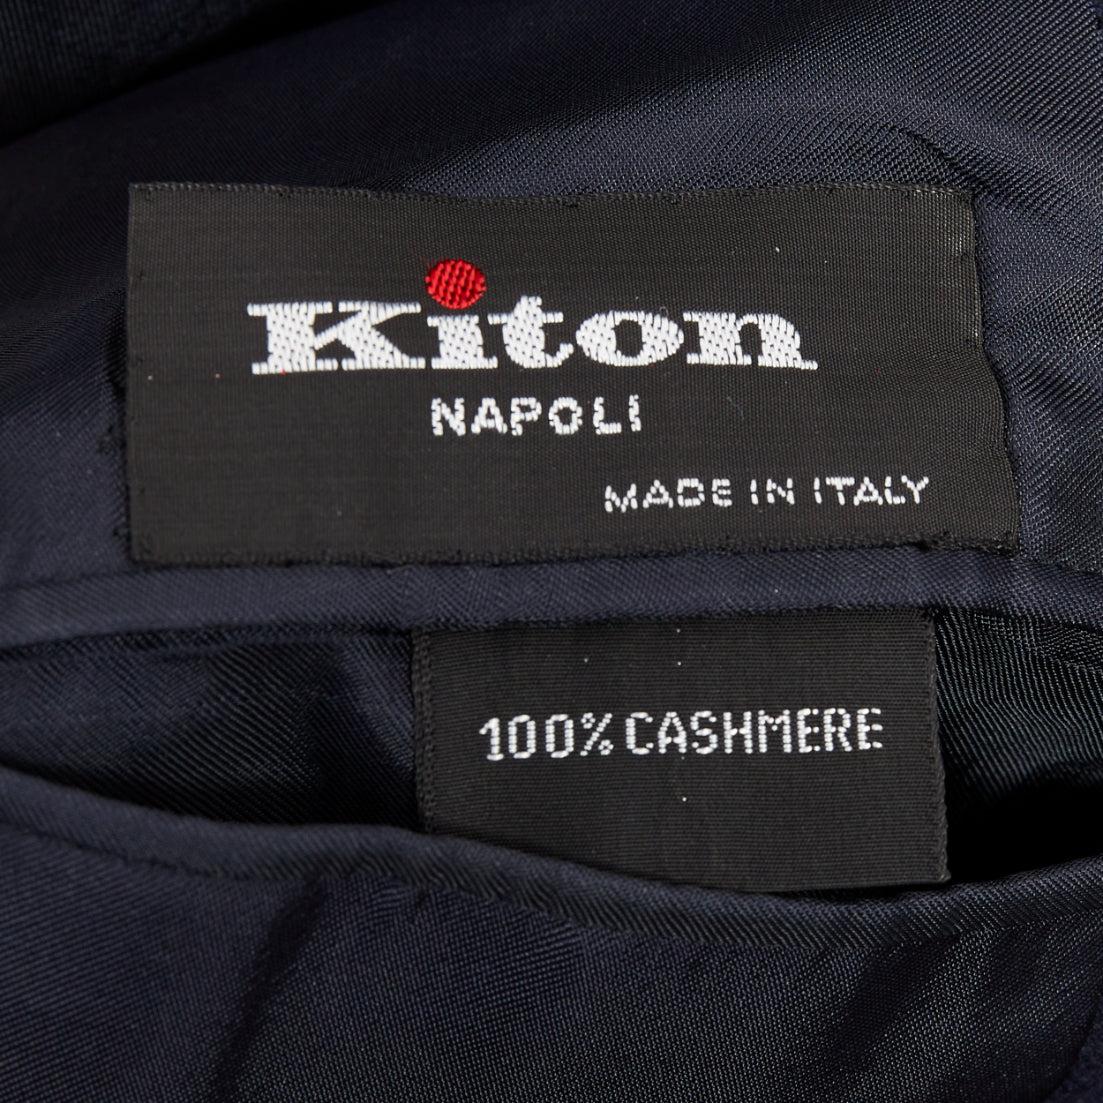 Kiton
NAPOLI
MADE IN ITALY
100% CASHMERE